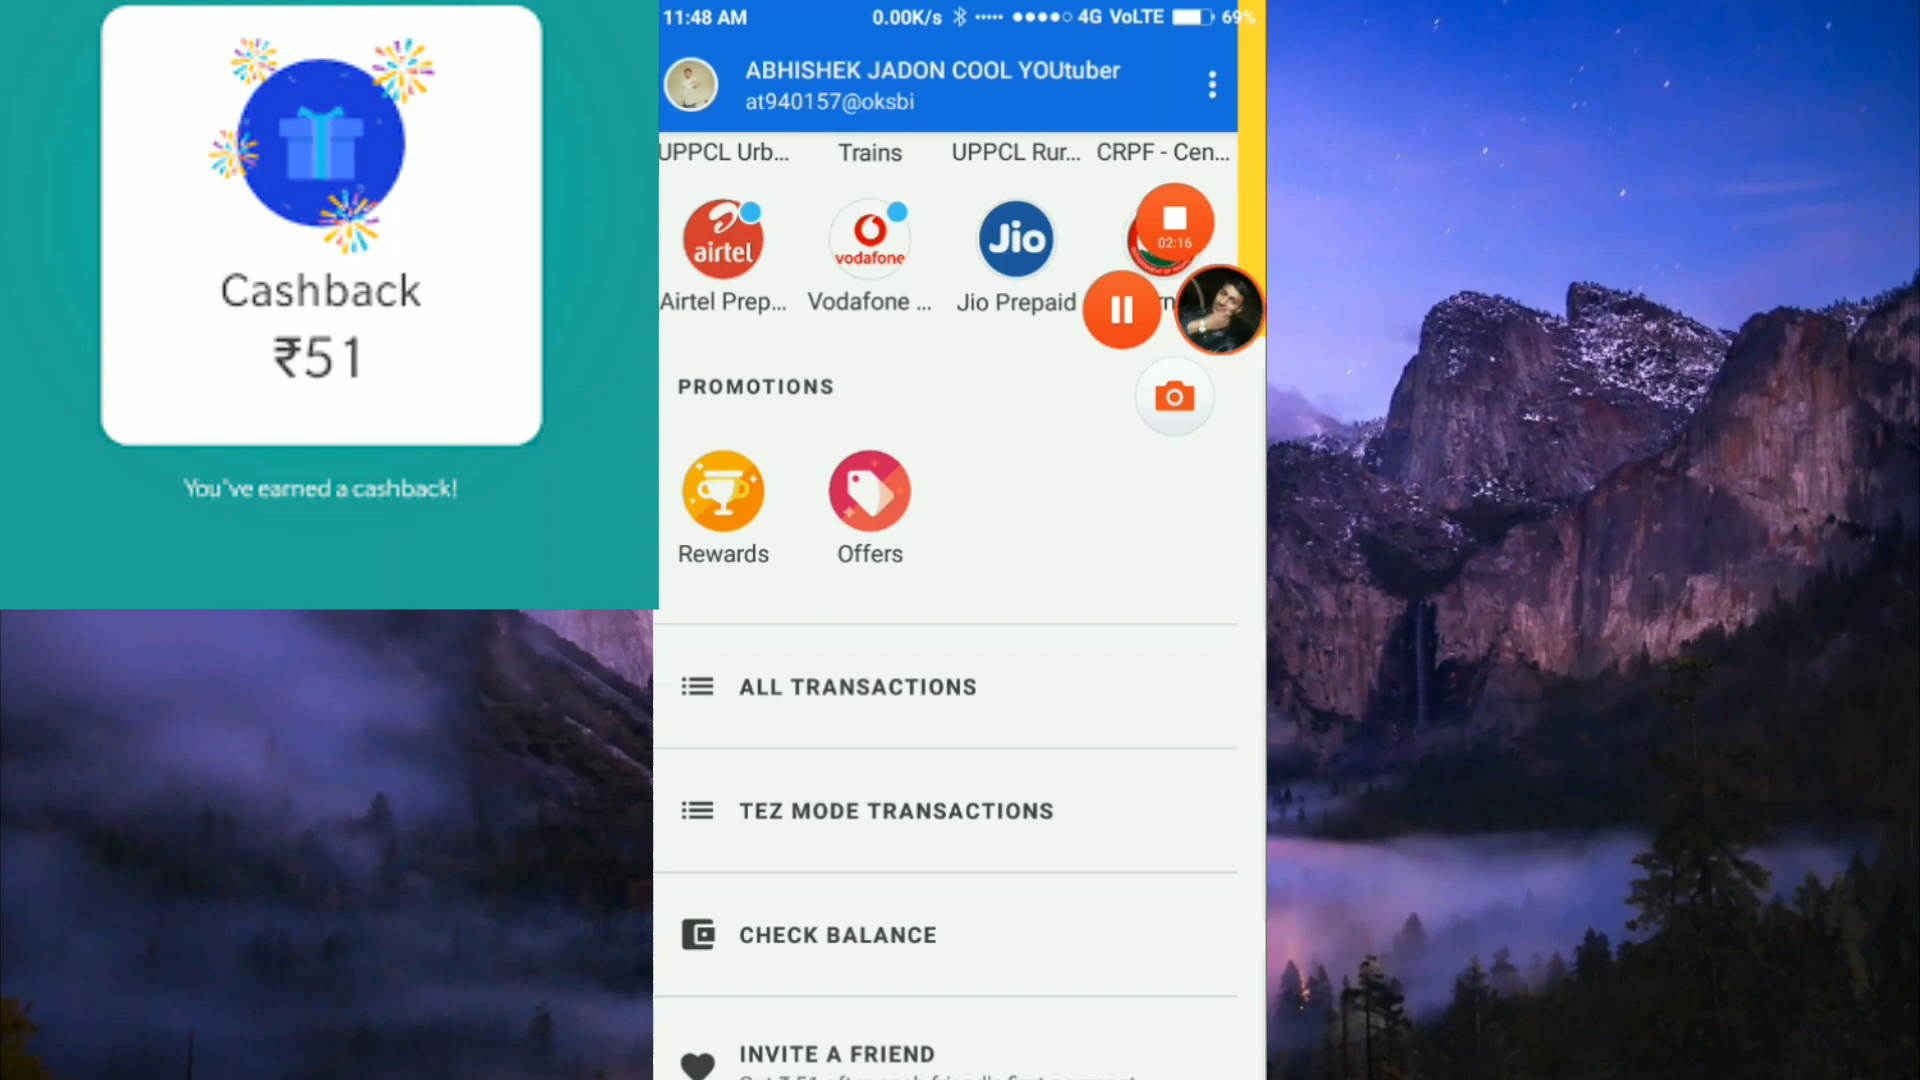 Cashback
₹51
You've earned a cashback!
11:48 AM
0.00K/s
4G VoLTE
69%
ABHISHEK JADON COOL YOUtuber
at940157@oksbi
UPPCL Urb...
Trains
UPPCL Rur...
CRPF - Cen...
airtel
vodafone
Jio
02:16
Airtel Prep...
Vodafone ...
Jio Prepaid
PROMOTIONS
Rewards
Offers
ALL TRANSACTIONS
TEZ MODE TRANSACTIONS
CHECK BALANCE
INVITE A FRIEND